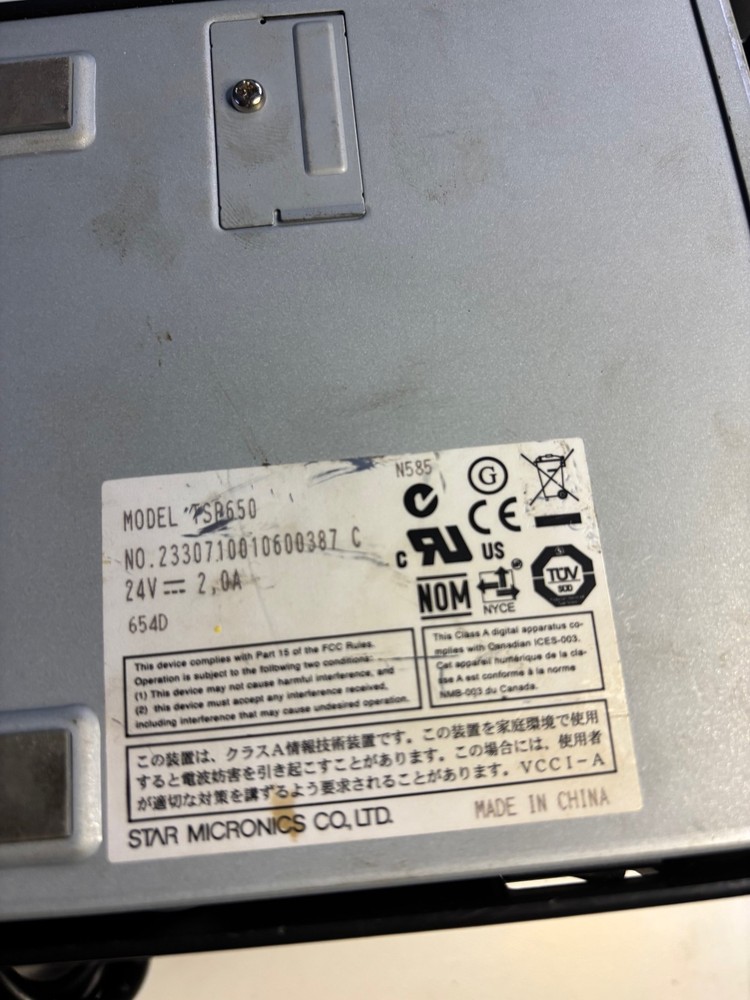 N585
MODEL TSP650
NO.2330710010600387 C
24V ⎓ 2,0A
654D
G
CE
c RU US
NOM
NYCE
TÜV
This device complies with Part 15 of the FCC Rules.
Operation is subject to the following two conditions:
(1) This device may not cause harmful interference, and
(2) this device must accept any interference received,
including interference that may cause undesired operation.
This Class A digital apparatus co-
mplies with Canadian ICES-003.
Cet appareil numérique de la cla-
sse A est conforme à la norme
NMB-003 du Canada.
この装置は、クラスA情報技術装置です。この装置を家庭環境で使用
すると電波妨害を引き起こすことがあります。この場合には、使用者
が適切な対策を講ずるよう要求されることがあります。VCCI-A
STAR MICRONICS CO., LTD.
MADE IN CHINA